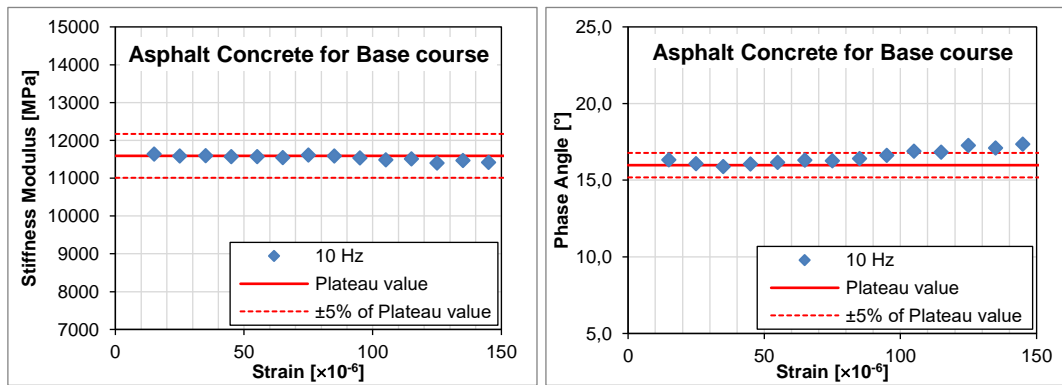 Asphalt Concrete for Base course
Stiffness Modulus [MPa]
15000
14000
13000
12000
11000
10000
9000
8000
7000
10 Hz
Plateau value
±5% of Plateau value
0
50
100
150
Strain [×10⁻⁶]
Asphalt Concrete for Base course
Phase Angle [°]
25,0
20,0
15,0
10,0
5,0
10 Hz
Plateau value
±5% of Plateau value
0
50
100
150
Strain [×10⁻⁶]